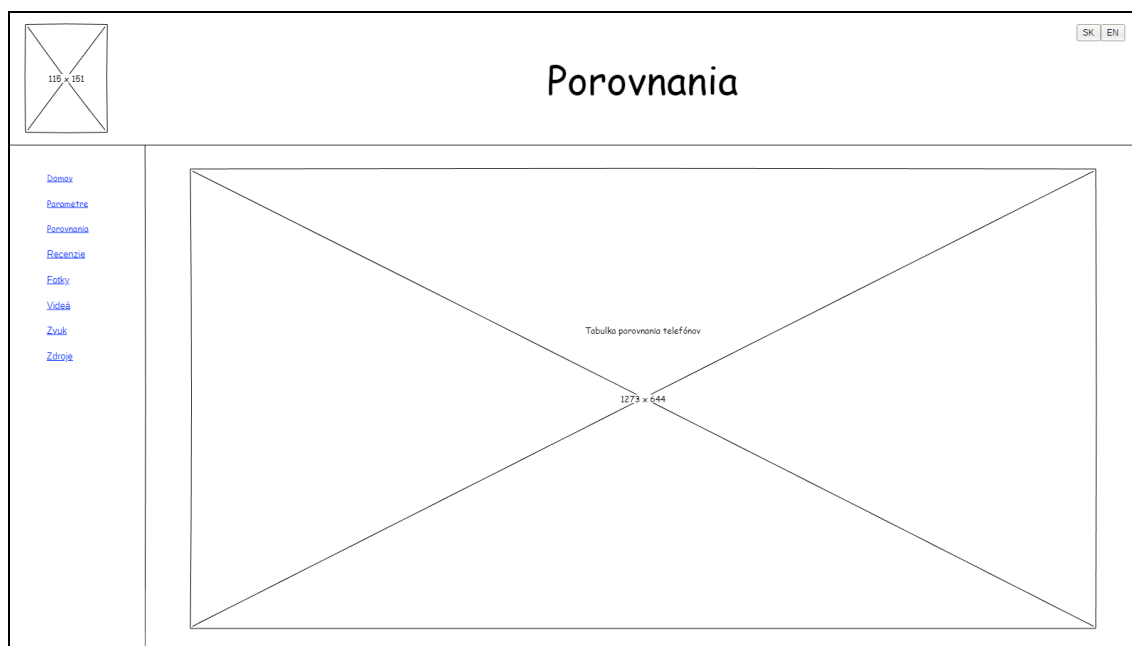 115 x 151
Porovnania
SK EN
Domov
Parametre
Porovnania
Recenzie
Fotky
Videá
Zvuk
Zdroje
Tabulka porovnania telefónov
1273 x 644